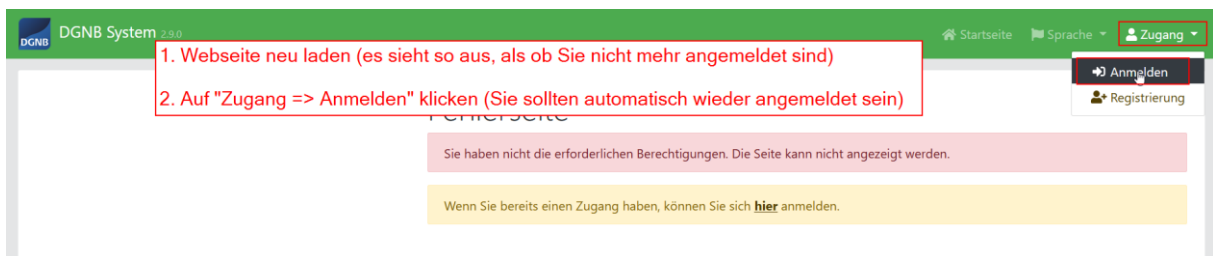 DGNB
DGNB System 2.9.0
Startseite
Sprache
Zugang
1. Webseite neu laden (es sieht so aus, als ob Sie nicht mehr angemeldet sind)
2. Auf "Zugang => Anmelden" klicken (Sie sollten automatisch wieder angemeldet sein)
Anmelden
Registrierung
Fehlerseite
Sie haben nicht die erforderlichen Berechtigungen. Die Seite kann nicht angezeigt werden.
Wenn Sie bereits einen Zugang haben, können Sie sich hier anmelden.